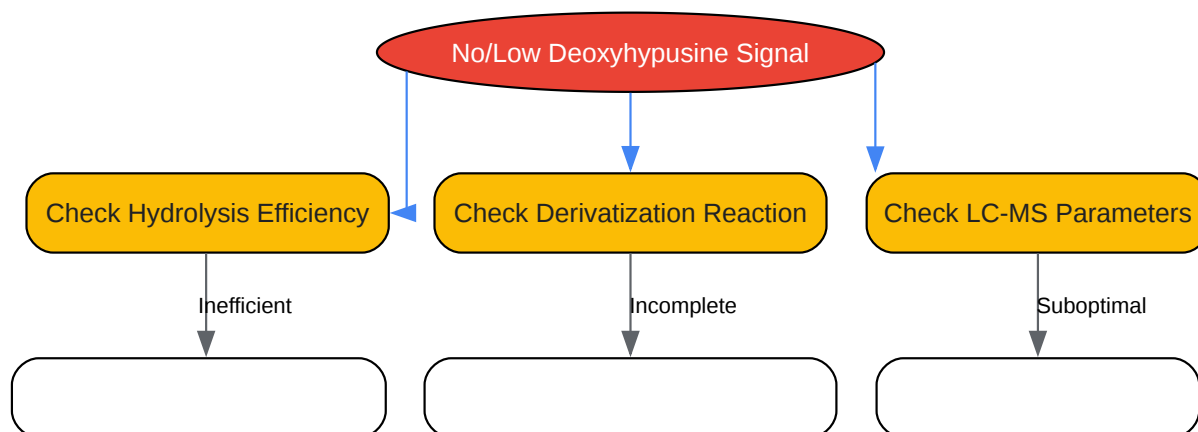 No/Low Deoxyhypusine Signal
Check Hydrolysis Efficiency
Check Derivatization Reaction
Check LC-MS Parameters
Inefficient
Incomplete
Suboptimal